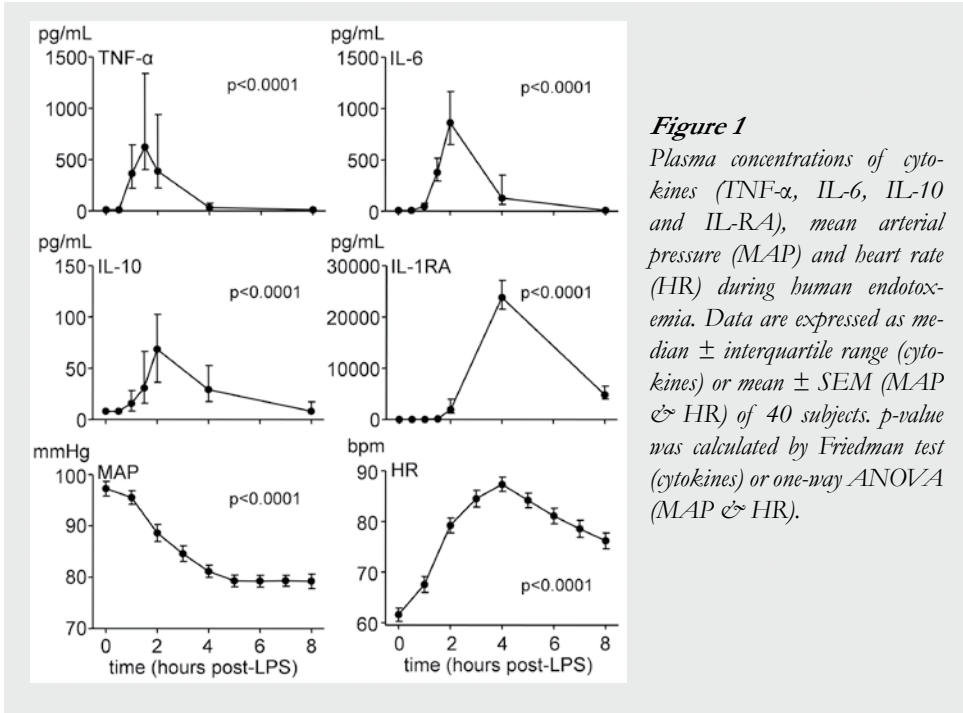 pg/mL
TNF-α
1500
1000
500
0
p<0.0001
pg/mL
IL-6
1500
1000
500
0
p<0.0001
pg/mL
IL-10
150
100
50
0
p<0.0001
pg/mL
IL-1RA
30000
20000
10000
0
p<0.0001
mmHg
MAP
100
90
80
70
p<0.0001
0 2 4 6 8
time (hours post-LPS)
bpm
HR
90
80
70
60
p<0.0001
0 2 4 6 8
time (hours post-LPS)
Figure 1
Plasma concentrations of cyto-
kines (TNF-α, IL-6, IL-10
and IL-RA), mean arterial
pressure (MAP) and heart rate
(HR) during human endotox-
emia. Data are expressed as me-
dian ± interquartile range (cyto-
kines) or mean ± SEM (MAP
& HR) of 40 subjects. p-value
was calculated by Friedman test
(cytokines) or one-way ANOVA
(MAP & HR).